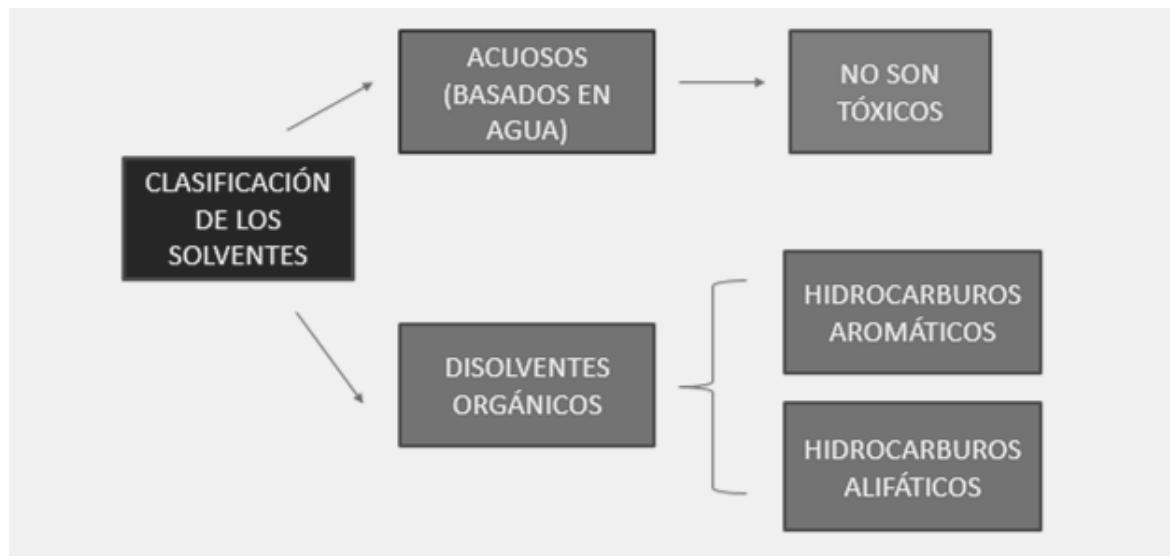 CLASIFICACIÓN
DE LOS
SOLVENTES
ACUOSOS
(BASADOS EN
AGUA)
NO SON
TÓXICOS
DISOLVENTES
ORGÁNICOS
HIDROCARBUROS
AROMÁTICOS
HIDROCARBUROS
ALIFÁTICOS